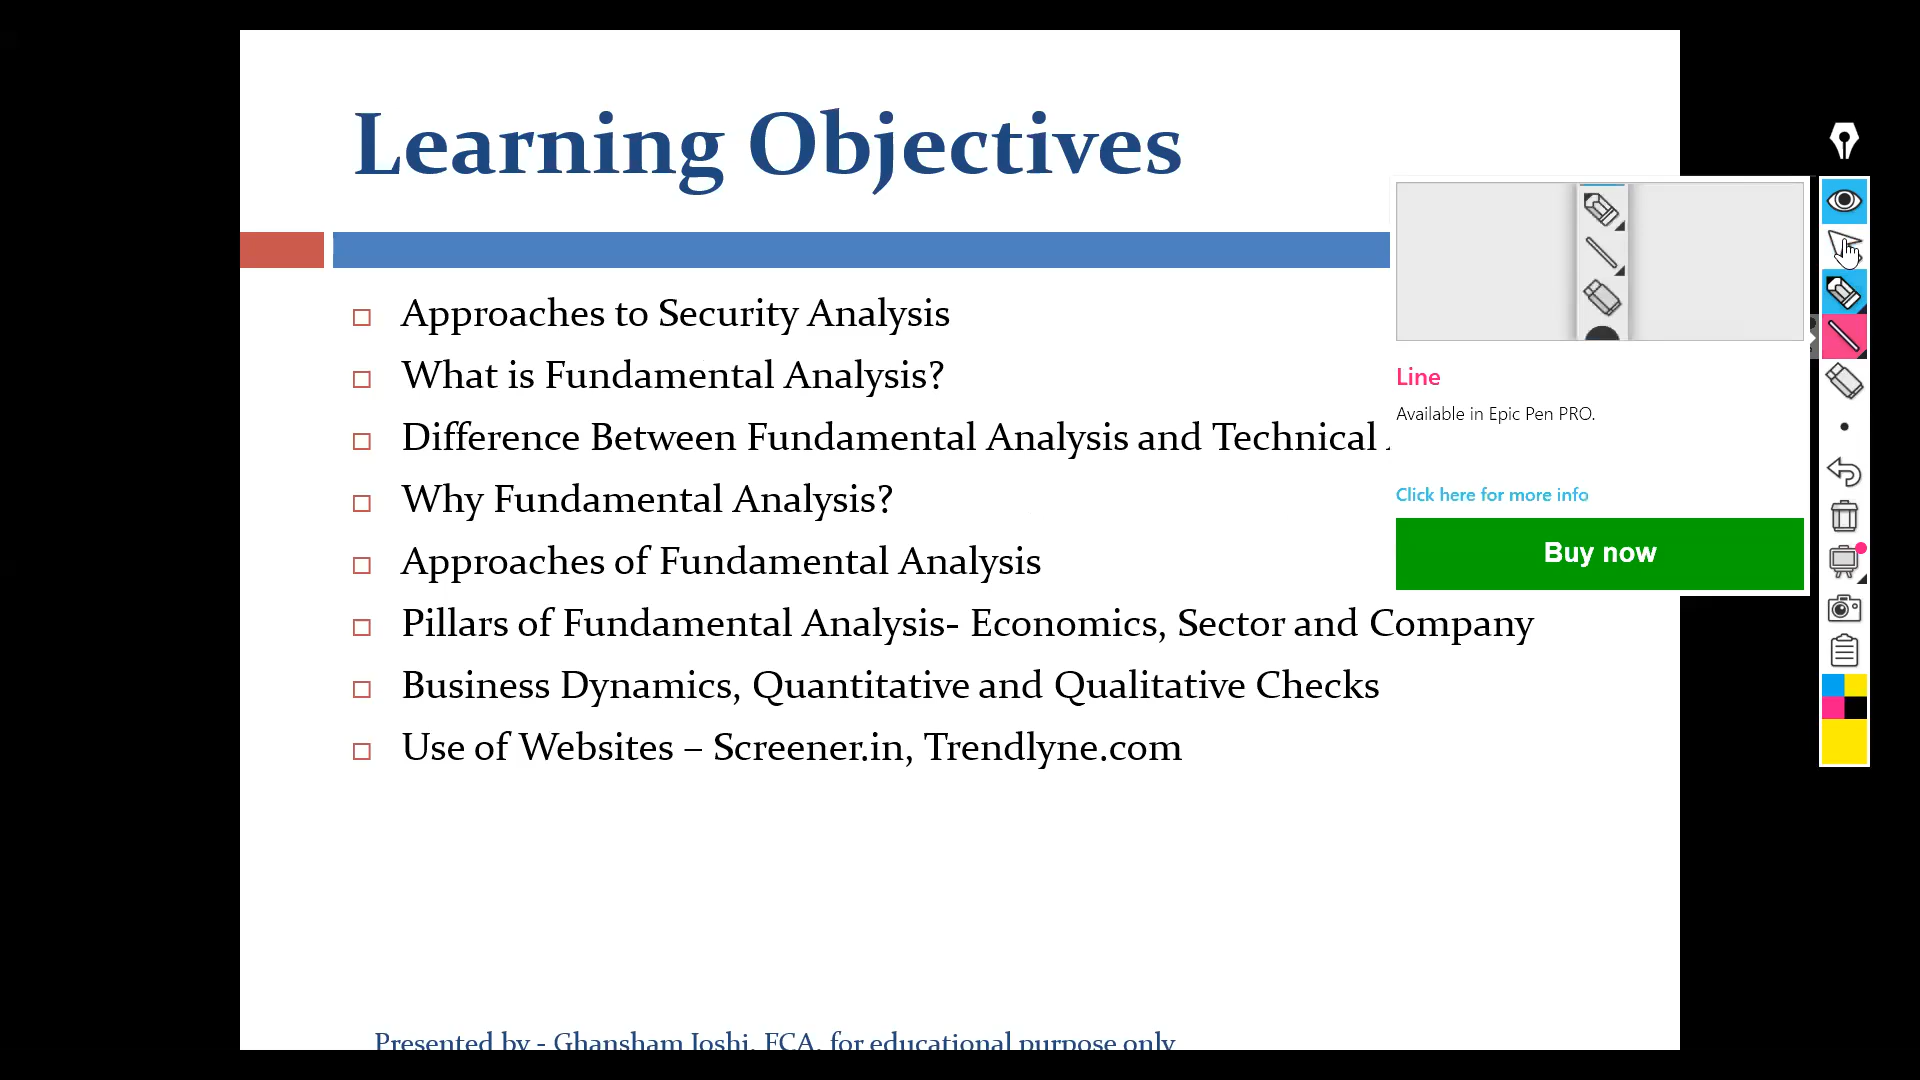 Learning Objectives
Approaches to Security Analysis
What is Fundamental Analysis?
Difference Between Fundamental Analysis and Technical
Why Fundamental Analysis?
Approaches of Fundamental Analysis
Pillars of Fundamental Analysis- Economics, Sector and Company
Business Dynamics, Quantitative and Qualitative Checks
Use of Websites – Screener.in, Trendlyne.com
Presented by - Ghansham Joshi, FCA, for educational purpose only
Line
Available in Epic Pen PRO.
Click here for more info
Buy now